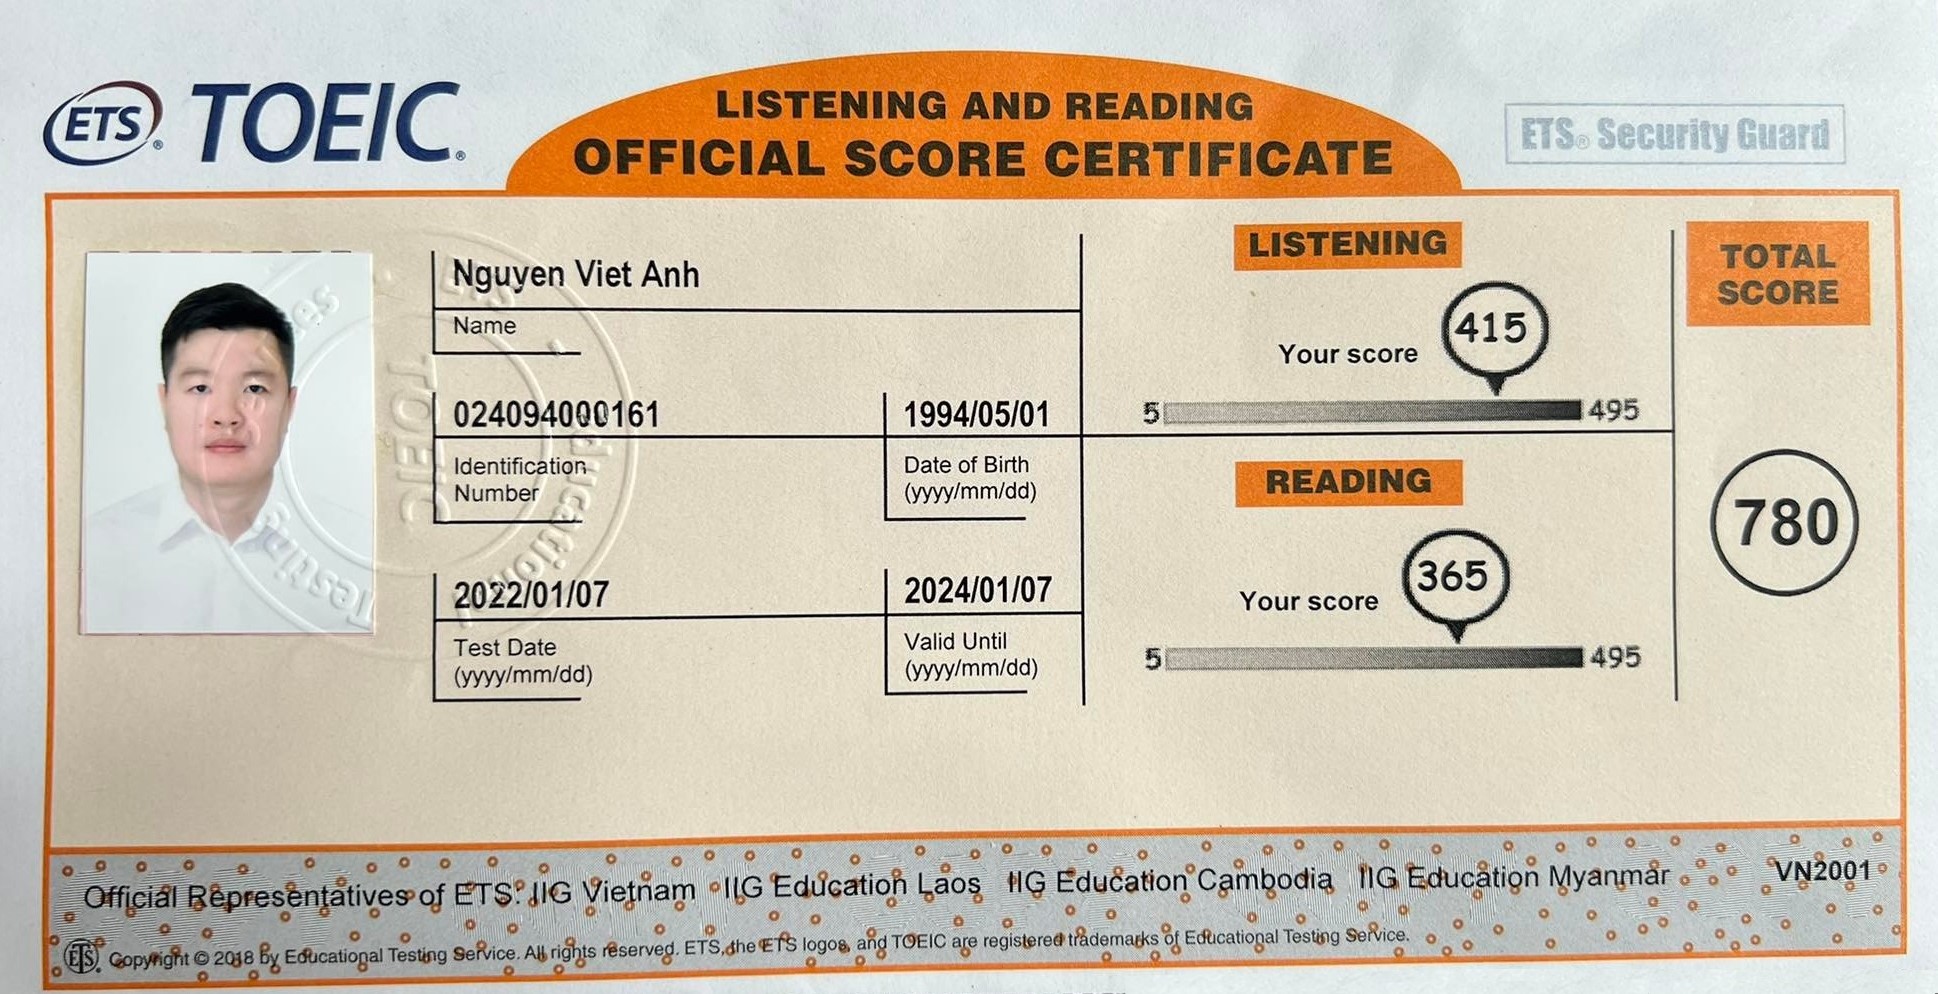 ETS® TOEIC®
LISTENING AND READING
OFFICIAL SCORE CERTIFICATE
ETS® Security Guard
Nguyen Viet Anh
Name
024094000161
Identification
Number
1994/05/01
Date of Birth
(yyyy/mm/dd)
2022/01/07
Test Date
(yyyy/mm/dd)
2024/01/07
Valid Until
(yyyy/mm/dd)
LISTENING
Your score 415
5 495
READING
Your score 365
5 495
TOTAL
SCORE
780
TOEIC
Educational Testing
Official Representatives of ETS: IIG Vietnam IIG Education Laos IIG Education Cambodia IIG Education Myanmar VN2001
ETS® Copyright © 2018 by Educational Testing Service. All rights reserved. ETS, the ETS logos, and TOEIC are registered trademarks of Educational Testing Service.